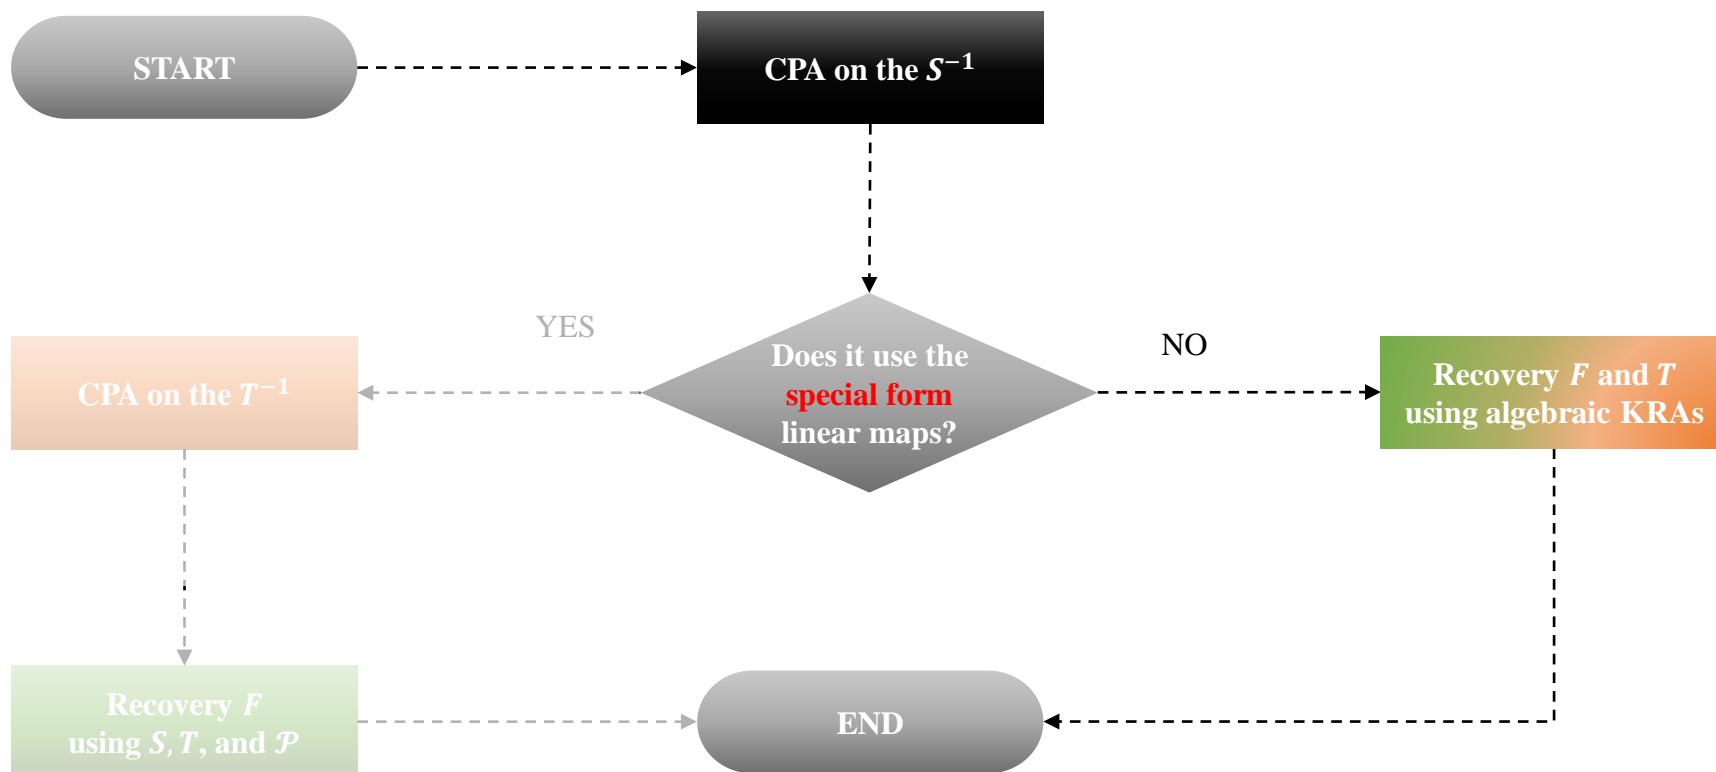 START
CPA on the S⁻¹
YES
NO
Does it use the
special form
linear maps?
CPA on the T⁻¹
Recovery F and T
using algebraic KRAs
Recovery F
using S, T, and 𝒫
END